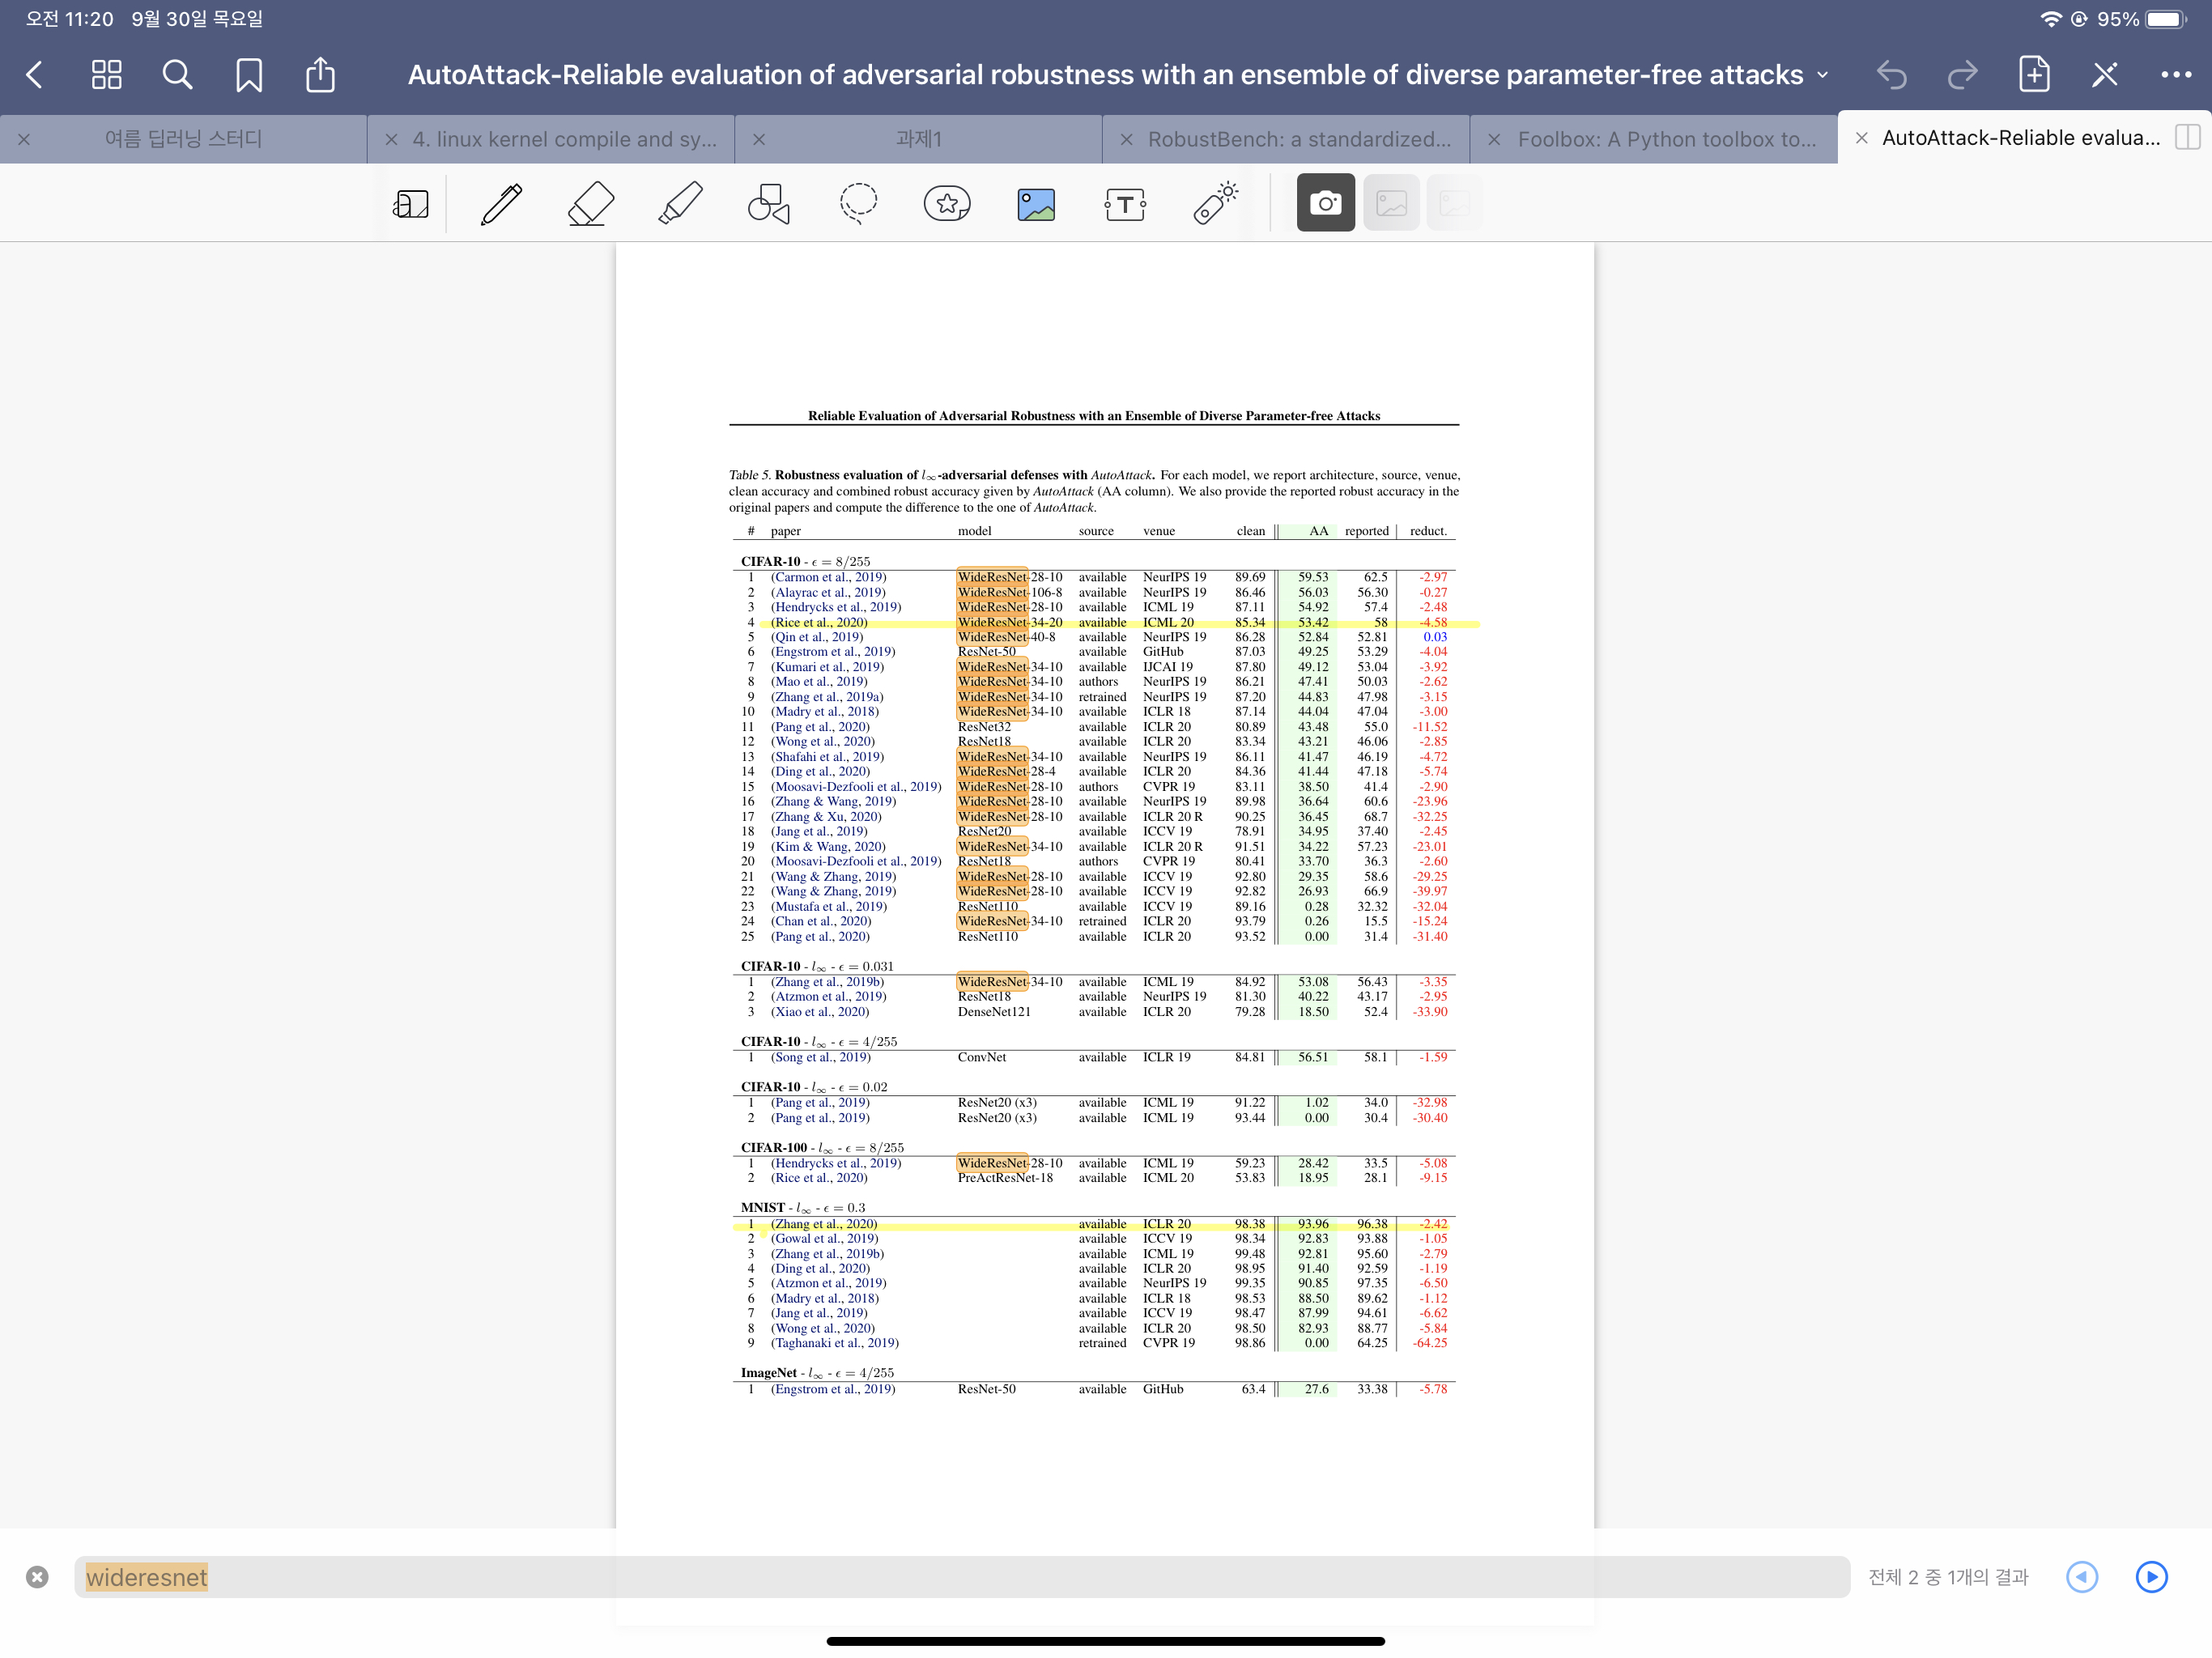 오전 11:20 9월 30일 목요일
95%
AutoAttack-Reliable evaluation of adversarial robustness with an ensemble of diverse parameter-free attacks
여름 딥러닝 스터디
4. linux kernel compile and sy...
과제1
RobustBench: a standardized...
Foolbox: A Python toolbox to...
AutoAttack-Reliable evalua...
Reliable Evaluation of Adversarial Robustness with an Ensemble of Diverse Parameter-free Attacks
Table 5. Robustness evaluation of l∞-adversarial defenses with AutoAttack. For each model, we report architecture, source, venue,
clean accuracy and combined robust accuracy given by AutoAttack (AA column). We also provide the reported robust accuracy in the
original papers and compute the difference to the one of AutoAttack.
# paper model source venue clean AA reported reduct.
CIFAR-10 - ϵ = 8/255
1 (Carmon et al., 2019) WideResNet-28-10 available NeurIPS 19 89.69 59.53 62.5 -2.97
2 (Alayrac et al., 2019) WideResNet-106-8 available NeurIPS 19 86.46 56.03 56.30 -0.27
3 (Hendrycks et al., 2019) WideResNet-28-10 available ICML 19 87.11 54.92 57.4 -2.48
4 (Rice et al., 2020) WideResNet-34-20 available ICML 20 85.34 53.42 58 -4.58
5 (Qin et al., 2019) WideResNet-40-8 available NeurIPS 19 86.28 52.84 52.81 0.03
6 (Engstrom et al., 2019) ResNet-50 available GitHub 87.03 49.25 53.29 -4.04
7 (Kumari et al., 2019) WideResNet-34-10 available IJCAI 19 87.80 49.12 53.04 -3.92
8 (Mao et al., 2019) WideResNet-34-10 authors NeurIPS 19 86.21 47.41 50.03 -2.62
9 (Zhang et al., 2019a) WideResNet-34-10 retrained NeurIPS 19 87.20 44.83 47.98 -3.15
10 (Madry et al., 2018) WideResNet-34-10 available ICLR 18 87.14 44.04 47.04 -3.00
11 (Pang et al., 2020) ResNet32 available ICLR 20 80.89 43.48 55.0 -11.52
12 (Wong et al., 2020) ResNet18 available ICLR 20 83.34 43.21 46.06 -2.85
13 (Shafahi et al., 2019) WideResNet-34-10 available NeurIPS 19 86.11 41.47 46.19 -4.72
14 (Ding et al., 2020) WideResNet-28-4 available ICLR 20 84.36 41.44 47.18 -5.74
15 (Moosavi-Dezfooli et al., 2019) WideResNet-28-10 authors CVPR 19 83.11 38.50 41.4 -2.90
16 (Zhang & Wang, 2019) WideResNet-28-10 available NeurIPS 19 89.98 36.64 60.6 -23.96
17 (Zhang & Xu, 2020) WideResNet-28-10 available ICLR 20 R 90.25 36.45 68.7 -32.25
18 (Jang et al., 2019) ResNet20 available ICCV 19 78.91 34.95 37.40 -2.45
19 (Kim & Wang, 2020) WideResNet-34-10 available ICLR 20 R 91.51 34.22 57.23 -23.01
20 (Moosavi-Dezfooli et al., 2019) ResNet18 authors CVPR 19 80.41 33.70 36.3 -2.60
21 (Wang & Zhang, 2019) WideResNet-28-10 available ICCV 19 92.80 29.35 58.6 -29.25
22 (Wang & Zhang, 2019) WideResNet-28-10 available ICCV 19 92.82 26.93 66.9 -39.97
23 (Mustafa et al., 2019) ResNet110 available ICCV 19 89.16 0.28 32.32 -32.04
24 (Chan et al., 2020) WideResNet-34-10 retrained ICLR 20 93.79 0.26 15.5 -15.24
25 (Pang et al., 2020) ResNet110 available ICLR 20 93.52 0.00 31.4 -31.40
CIFAR-10 - l∞ - ϵ = 0.031
1 (Zhang et al., 2019b) WideResNet-34-10 available ICML 19 84.92 53.08 56.43 -3.35
2 (Atzmon et al., 2019) ResNet18 available NeurIPS 19 81.30 40.22 43.17 -2.95
3 (Xiao et al., 2020) DenseNet121 available ICLR 20 79.28 18.50 52.4 -33.90
CIFAR-10 - l∞ - ϵ = 4/255
1 (Song et al., 2019) ConvNet available ICLR 19 84.81 56.51 58.1 -1.59
CIFAR-10 - l∞ - ϵ = 0.02
1 (Pang et al., 2019) ResNet20 (x3) available ICML 19 91.22 1.02 34.0 -32.98
2 (Pang et al., 2019) ResNet20 (x3) available ICML 19 93.44 0.00 30.4 -30.40
CIFAR-100 - l∞ - ϵ = 8/255
1 (Hendrycks et al., 2019) WideResNet-28-10 available ICML 19 59.23 28.42 33.5 -5.08
2 (Rice et al., 2020) PreActResNet-18 available ICML 20 53.83 18.95 28.1 -9.15
MNIST - l∞ - ϵ = 0.3
1 (Zhang et al., 2020) available ICLR 20 98.38 93.96 96.38 -2.42
2 (Gowal et al., 2019) available ICCV 19 98.34 92.83 93.88 -1.05
3 (Zhang et al., 2019b) available ICML 19 99.48 92.81 95.60 -2.79
4 (Ding et al., 2020) available ICLR 20 98.95 91.40 92.59 -1.19
5 (Atzmon et al., 2019) available NeurIPS 19 99.35 90.85 97.35 -6.50
6 (Madry et al., 2018) available ICLR 18 98.53 88.50 89.62 -1.12
7 (Jang et al., 2019) available ICCV 19 98.47 87.99 94.61 -6.62
8 (Wong et al., 2020) available ICLR 20 98.50 82.93 88.77 -5.84
9 (Taghanaki et al., 2019) retrained CVPR 19 98.86 0.00 64.25 -64.25
ImageNet - l∞ - ϵ = 4/255
1 (Engstrom et al., 2019) ResNet-50 available GitHub 63.4 27.6 33.38 -5.78
wideresnet
전체 2 중 1개의 결과